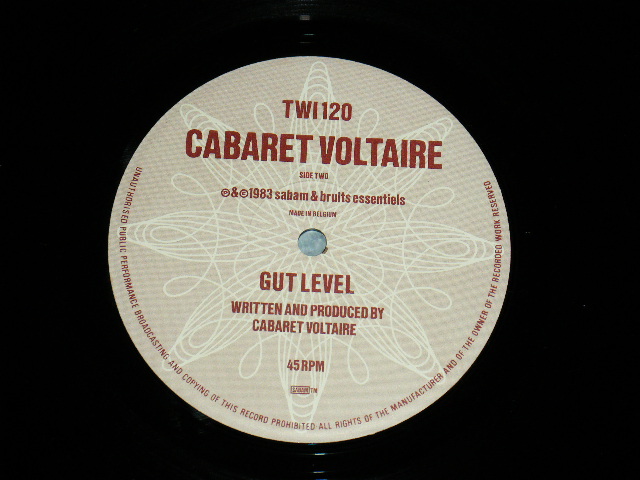 TWI 120
CABARET VOLTAIRE
SIDE TWO
℗&©1983 sabam & bruits essentiels
MADE IN BELGIUM
GUT LEVEL
WRITTEN AND PRODUCED BY
CABARET VOLTAIRE
45 RPM
SABAM TM
UNAUTHORISED PUBLIC PERFORMANCE BROADCASTING AND COPYING OF THIS RECORD PROHIBITED ALL RIGHTS OF THE MANUFACTURER AND OF THE OWNER OF THE RECORDED WORK RESERVED